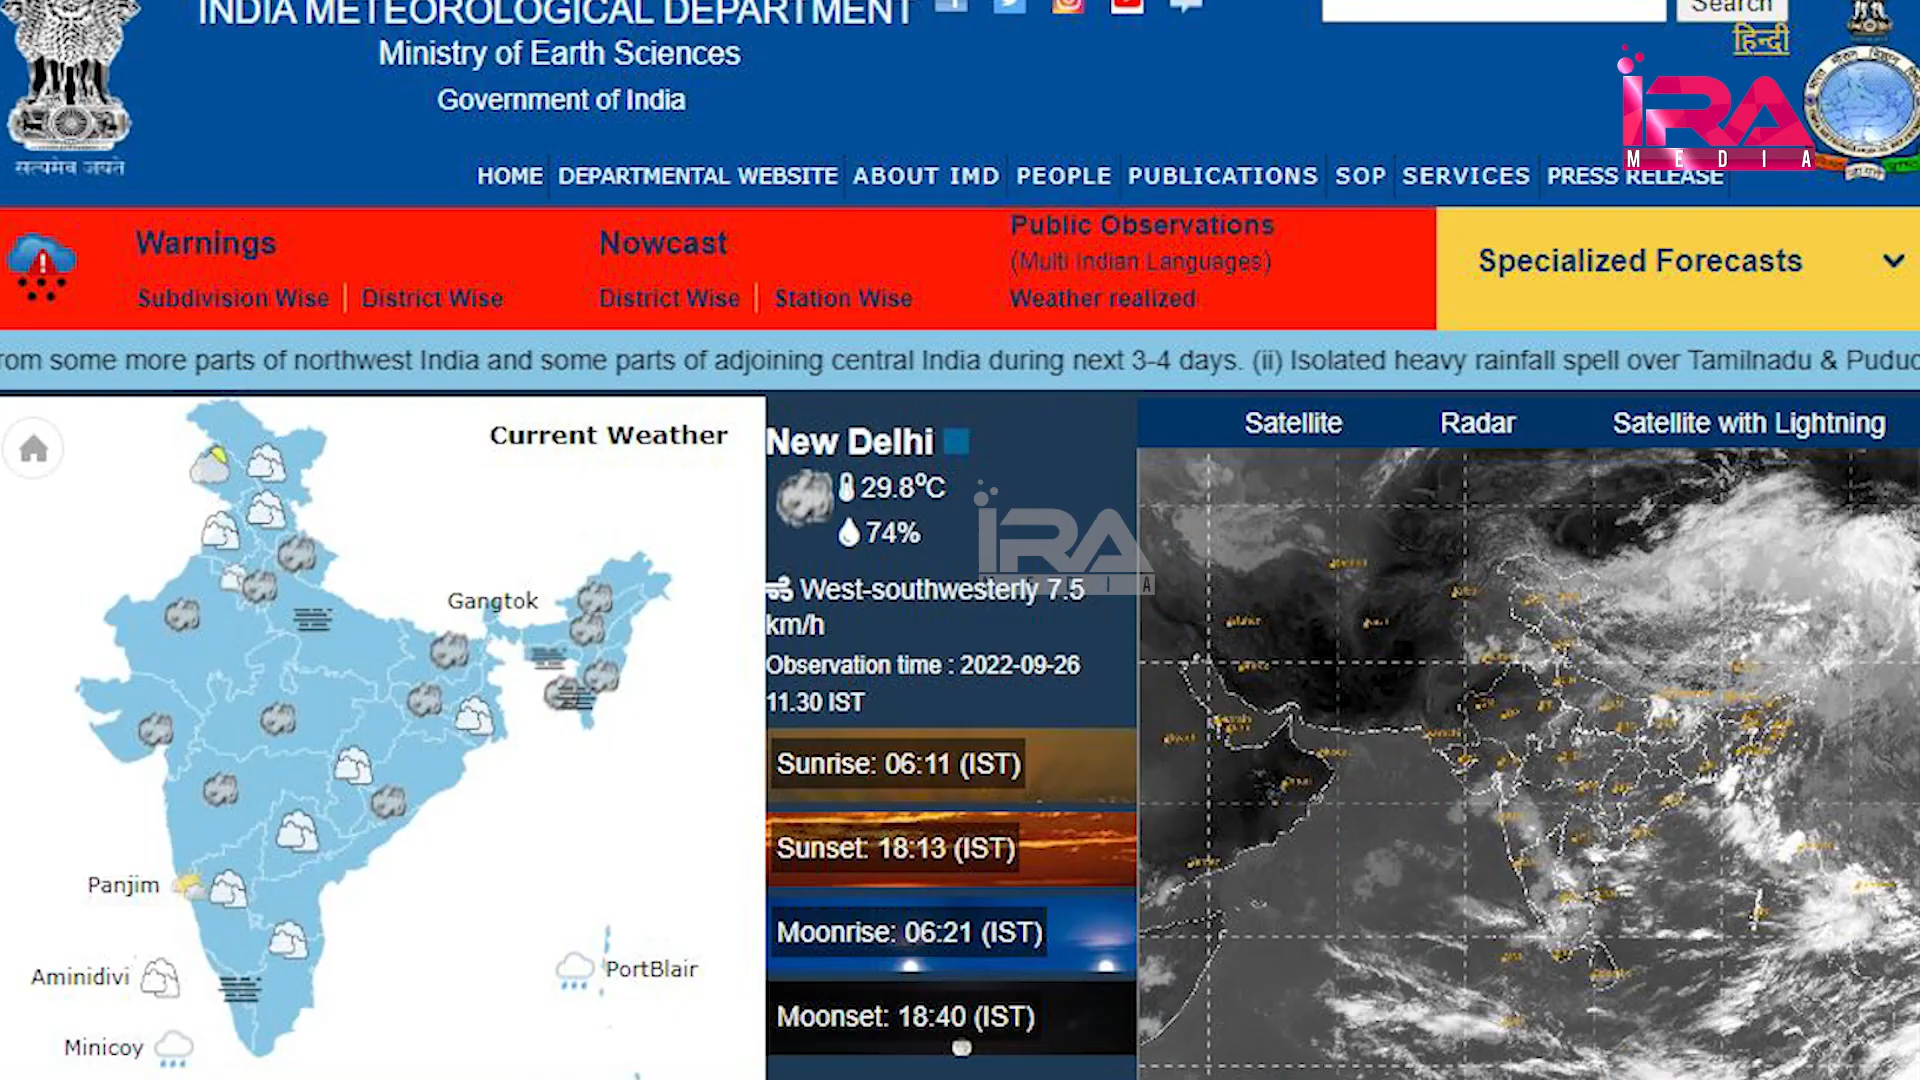 INDIA METEOROLOGICAL DEPARTMENT
Ministry of Earth Sciences
Government of India
Search
हिन्दी
सत्यमेव जयते
iRA
MEDIA
HOME DEPARTMENTAL WEBSITE ABOUT IMD PEOPLE PUBLICATIONS SOP SERVICES PRESS RELEASE
Warnings
Subdivision Wise | District Wise
Nowcast
District Wise | Station Wise
Public Observations
(Multi Indian Languages)
Weather realized
Specialized Forecasts
rom some more parts of northwest India and some parts of adjoining central India during next 3-4 days. (ii) Isolated heavy rainfall spell over Tamilnadu & Puduc
Current Weather
Gangtok
Panjim
Aminidivi
Minicoy
PortBlair
New Delhi
29.8°C
74%
West-southwesterly 7.5
km/h
Observation time : 2022-09-26
11.30 IST
Sunrise: 06:11 (IST)
Sunset: 18:13 (IST)
Moonrise: 06:21 (IST)
Moonset: 18:40 (IST)
iRA
Satellite Radar Satellite with Lightning